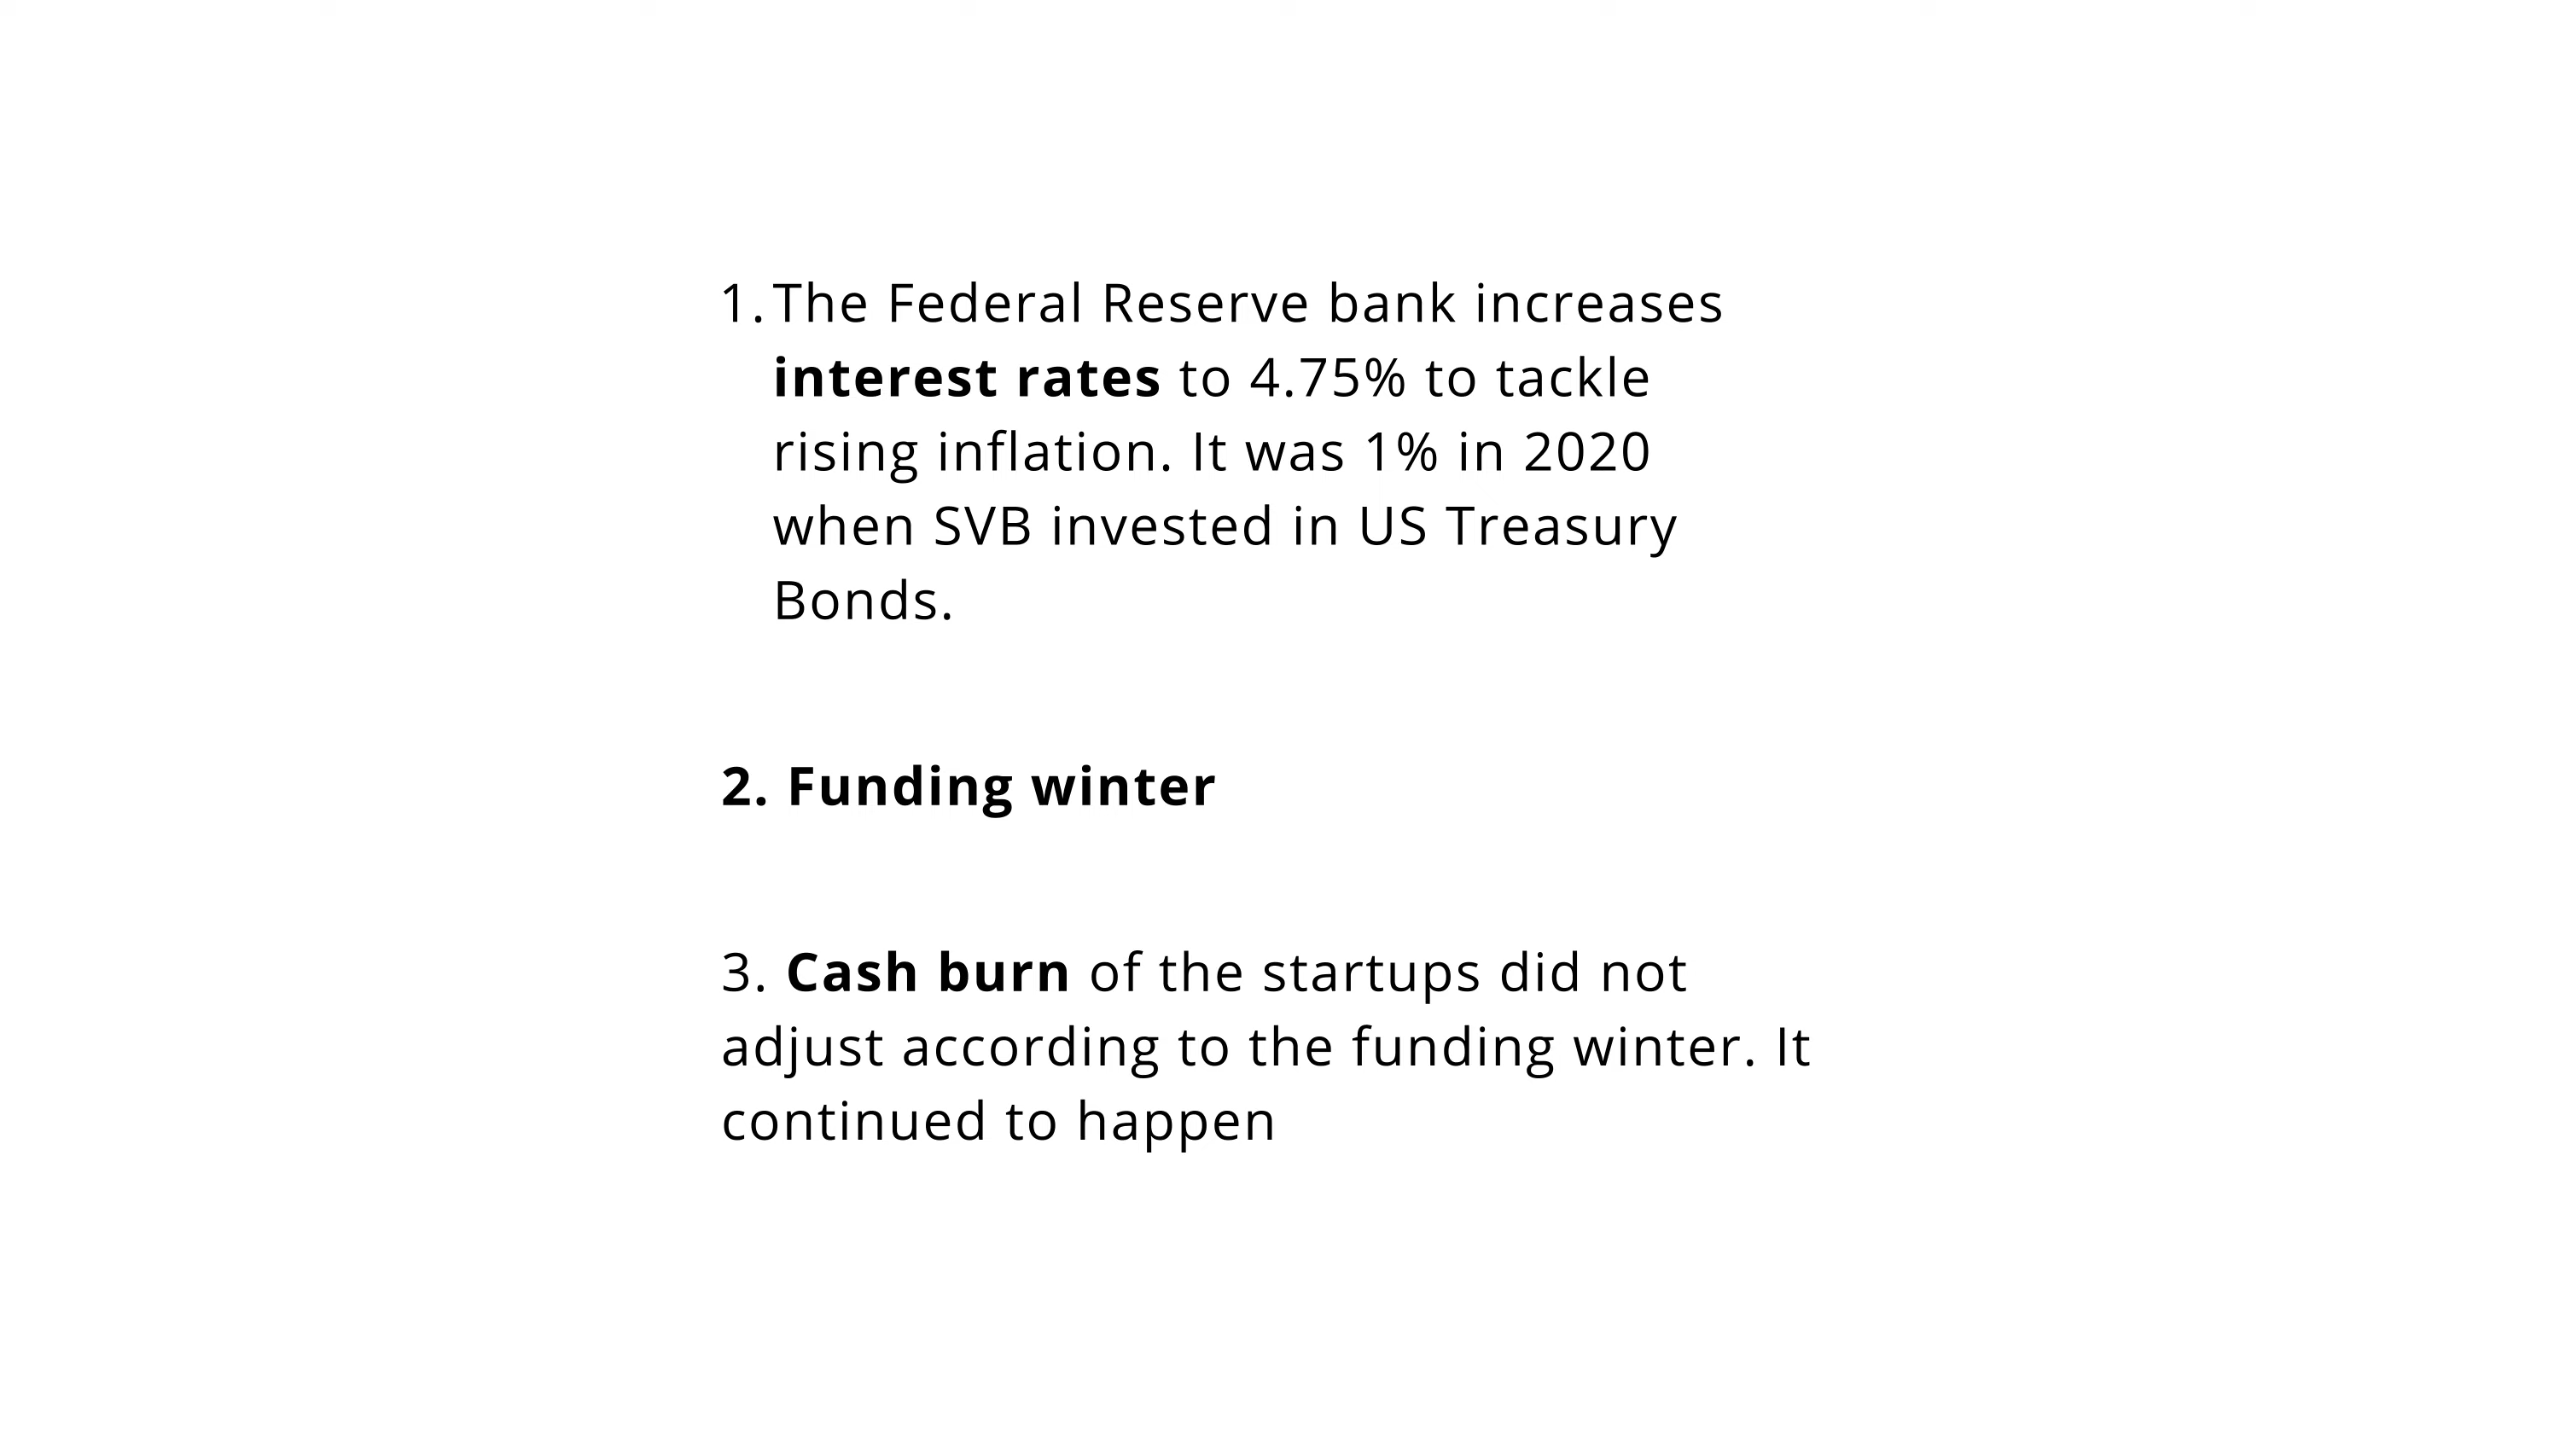 1. The Federal Reserve bank increases
interest rates to 4.75% to tackle
rising inflation. It was 1% in 2020
when SVB invested in US Treasury
Bonds.
2. Funding winter
3. Cash burn of the startups did not
adjust according to the funding winter. It
continued to happen